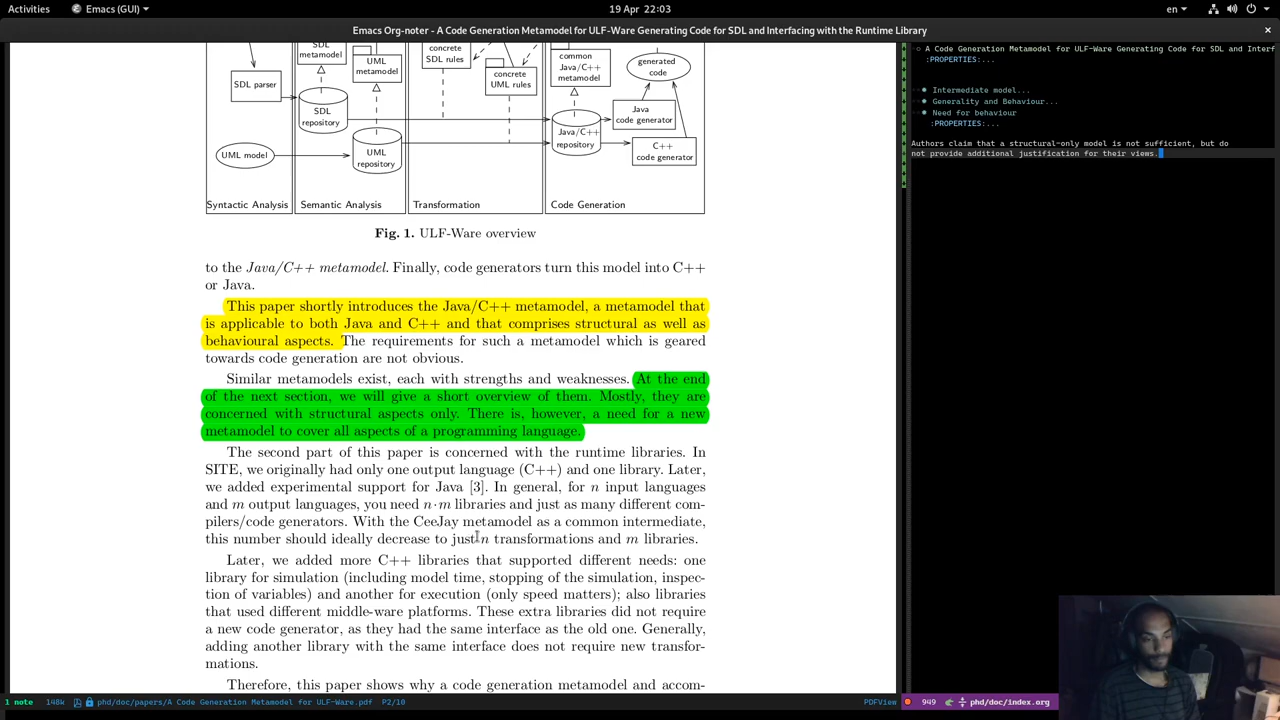 Activities
Emacs (GUI)
19 Apr 22:03
en
Emacs Org-noter - A Code Generation Metamodel for ULF-Ware Generating Code for SDL and Interfacing with the Runtime Library
SDL
metamodel
UML
metamodel
concrete
SDL rules
concrete
UML rules
common
Java/C++
metamodel
generated
code
SDL parser
SDL
repository
Java
code generator
Java/C++
repository
UML model
UML
repository
C++
code generator
Syntactic Analysis
Semantic Analysis
Transformation
Code Generation
Fig. 1. ULF-Ware overview
to the Java/C++ metamodel. Finally, code generators turn this model into C++
or Java.
This paper shortly introduces the Java/C++ metamodel, a metamodel that
is applicable to both Java and C++ and that comprises structural as well as
behavioural aspects. The requirements for such a metamodel which is geared
towards code generation are not obvious.
Similar metamodels exist, each with strengths and weaknesses. At the end
of the next section, we will give a short overview of them. Mostly, they are
concerned with structural aspects only. There is, however, a need for a new
metamodel to cover all aspects of a programming language.
The second part of this paper is concerned with the runtime libraries. In
SITE, we originally had only one output language (C++) and one library. Later,
we added experimental support for Java [3]. In general, for n input languages
and m output languages, you need n·m libraries and just as many different com-
pilers/code generators. With the CeeJay metamodel as a common intermediate,
this number should ideally decrease to just n transformations and m libraries.
Later, we added more C++ libraries that supported different needs: one
library for simulation (including model time, stopping of the simulation, inspec-
tion of variables) and another for execution (only speed matters); also libraries
that used different middle-ware platforms. These extra libraries did not require
a new code generator, as they had the same interface as the old one. Generally,
adding another library with the same interface does not require new transfor-
mations.
Therefore, this paper shows why a code generation metamodel and accom-
1 note 148k phd/doc/papers/A Code Generation Metamodel for ULF-Ware.pdf P2/10 PDFView
A Code Generation Metamodel for ULF-Ware Generating Code for SDL and Interf
:PROPERTIES:...
Intermediate model...
Generality and Behaviour...
Need for behaviour
:PROPERTIES:...
Authors claim that a structural-only model is not sufficient, but do
not provide additional justification for their views.
949 phd/doc/index.org